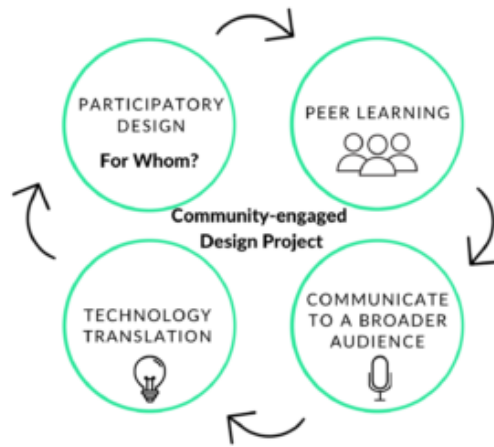 PARTICIPATORY
DESIGN
For Whom?
PEER LEARNING
Community-engaged
Design Project
TECHNOLOGY
TRANSLATION
COMMUNICATE
TO A BROADER
AUDIENCE